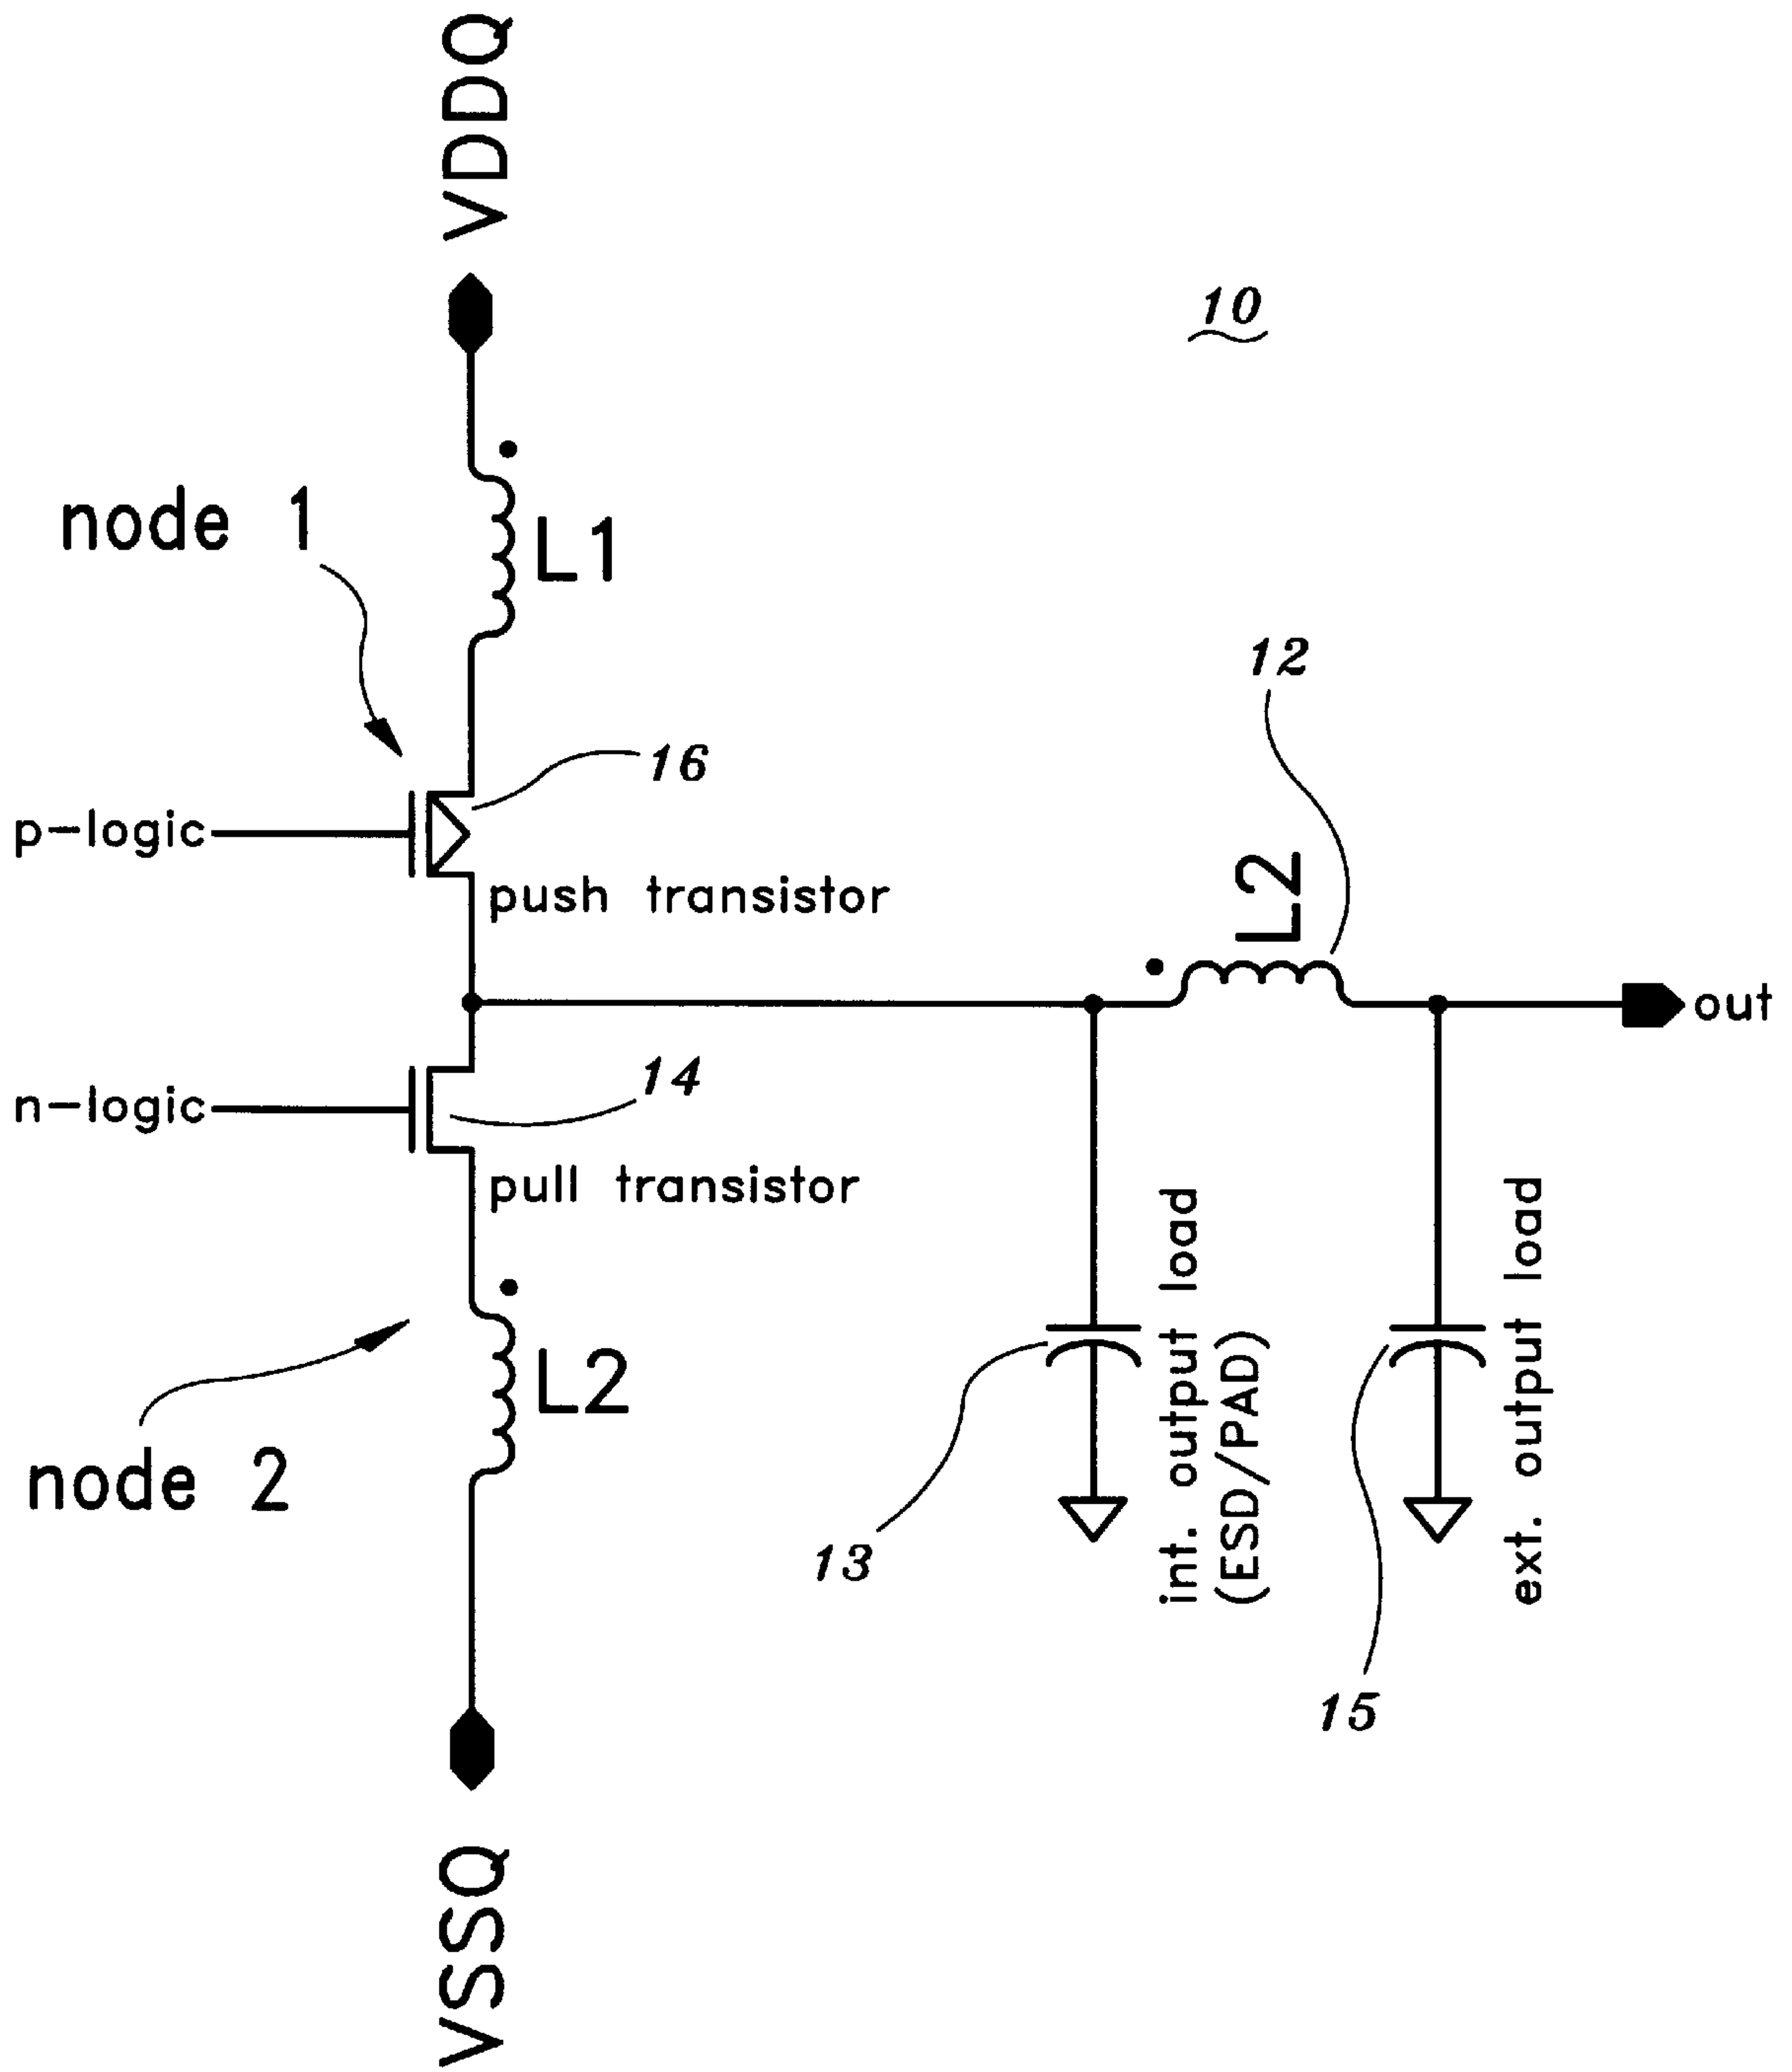 VDDQ
10
node 1
L1
12
16
p-logic
push transistor
L2
out
14
n-logic
pull transistor
L2
node 2
13
int. output load
(ESD/PAD)
ext. output load
15
VSSQ